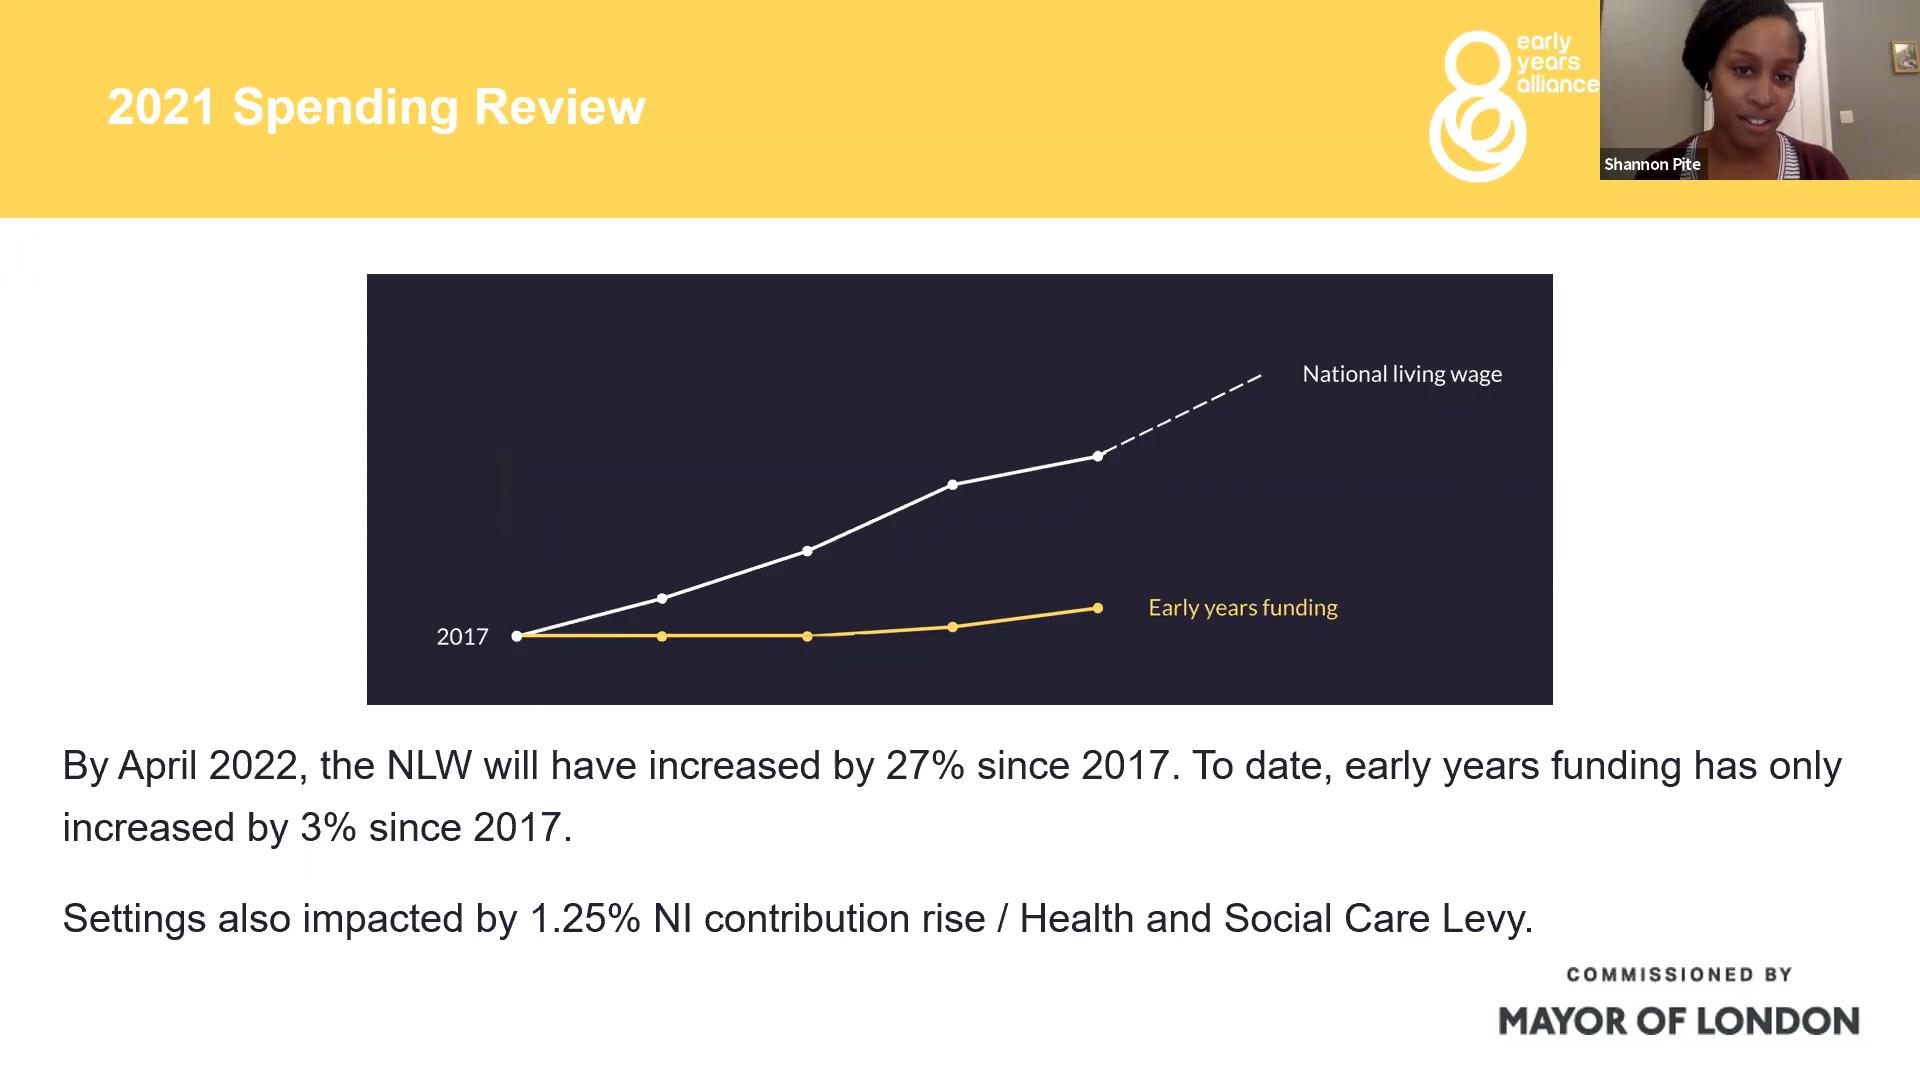 2021 Spending Review
early
years
alliance
Shannon Pite
National living wage
Early years funding
2017
By April 2022, the NLW will have increased by 27% since 2017. To date, early years funding has only
increased by 3% since 2017.
Settings also impacted by 1.25% NI contribution rise / Health and Social Care Levy.
COMMISSIONED BY
MAYOR OF LONDON